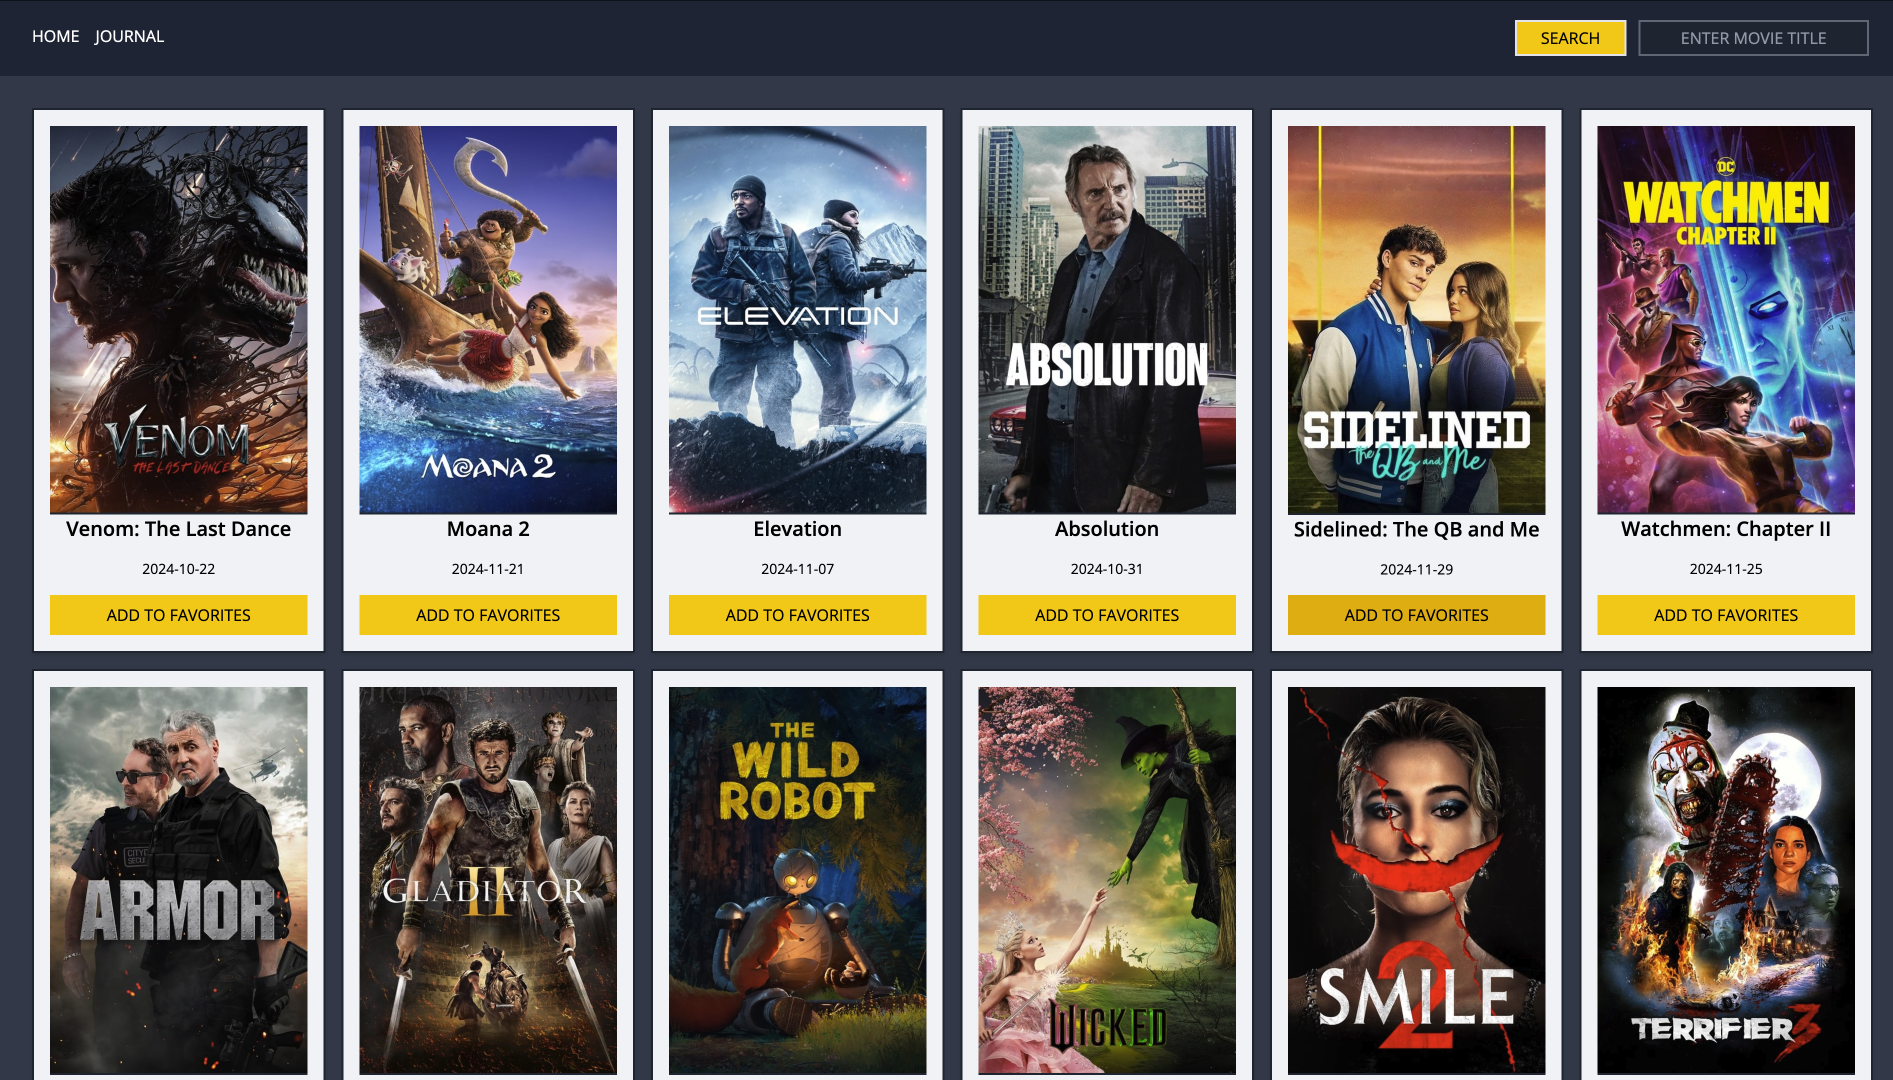 HOME JOURNAL
SEARCH
ENTER MOVIE TITLE
VENOM
THE LAST DANCE
Venom: The Last Dance
2024-10-22
ADD TO FAVORITES
MOANA 2
Moana 2
2024-11-21
ADD TO FAVORITES
ELEVATION
Elevation
2024-11-07
ADD TO FAVORITES
ABSOLUTION
Absolution
2024-10-31
ADD TO FAVORITES
SIDELINED
the QB and Me
Sidelined: The QB and Me
2024-11-29
ADD TO FAVORITES
DC
WATCHMEN
CHAPTER II
Watchmen: Chapter II
2024-11-25
ADD TO FAVORITES
CITY
SECU
ARMOR
GLADIATOR
II
THE
WILD
ROBOT
WICKED
SMILE
2
TERRIFIER 3